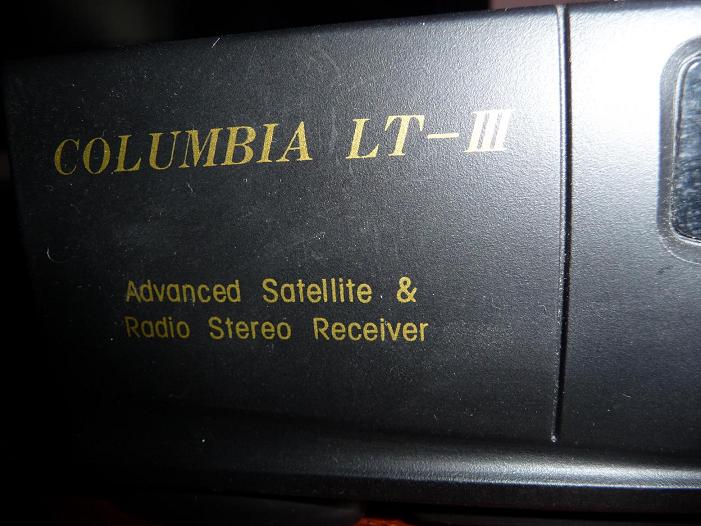 COLUMBIA LT-III
Advanced Satellite &
Radio Stereo Receiver